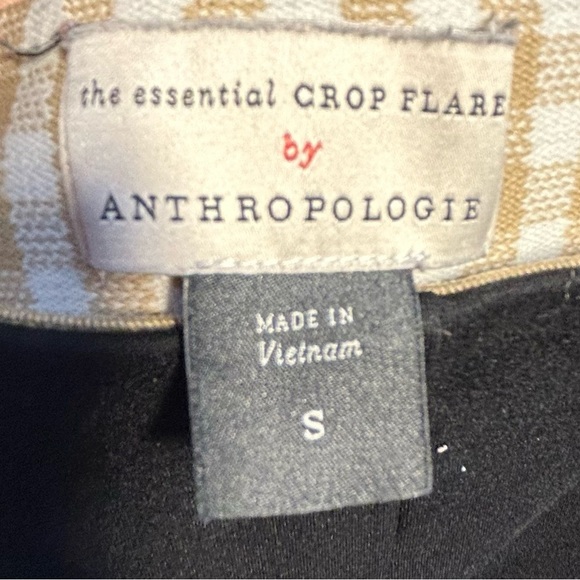 the essential CROP FLARE
by
ANTHROPOLOGIE
MADE IN
Vietnam
S